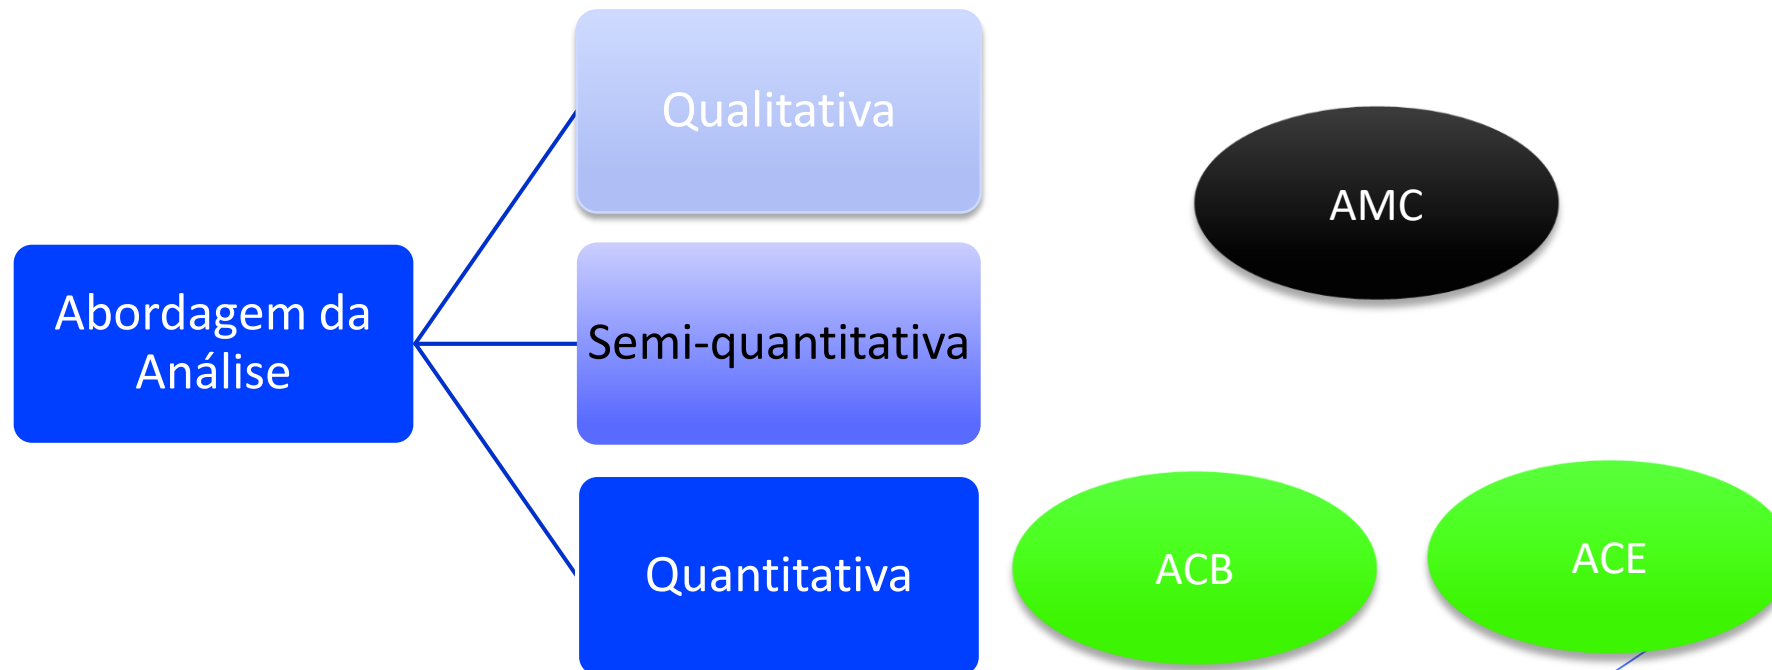 Qualitativa
AMC
Abordagem da
Análise
Semi-quantitativa
Quantitativa
ACB
ACE